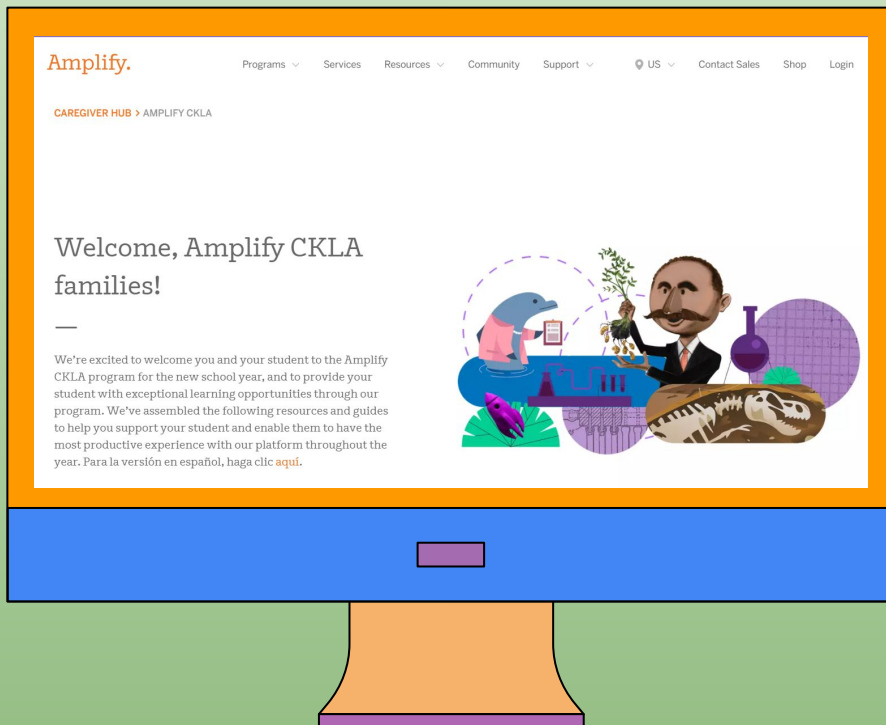 Amplify.
Programs Services Resources Community Support US Contact Sales Shop Login
CAREGIVER HUB > AMPLIFY CKLA
Welcome, Amplify CKLA
families!
We're excited to welcome you and your student to the Amplify
CKLA program for the new school year, and to provide your
student with exceptional learning opportunities through our
program. We've assembled the following resources and guides
to help you support your student and enable them to have the
most productive experience with our platform throughout the
year. Para la versión en español, haga clic aquí.